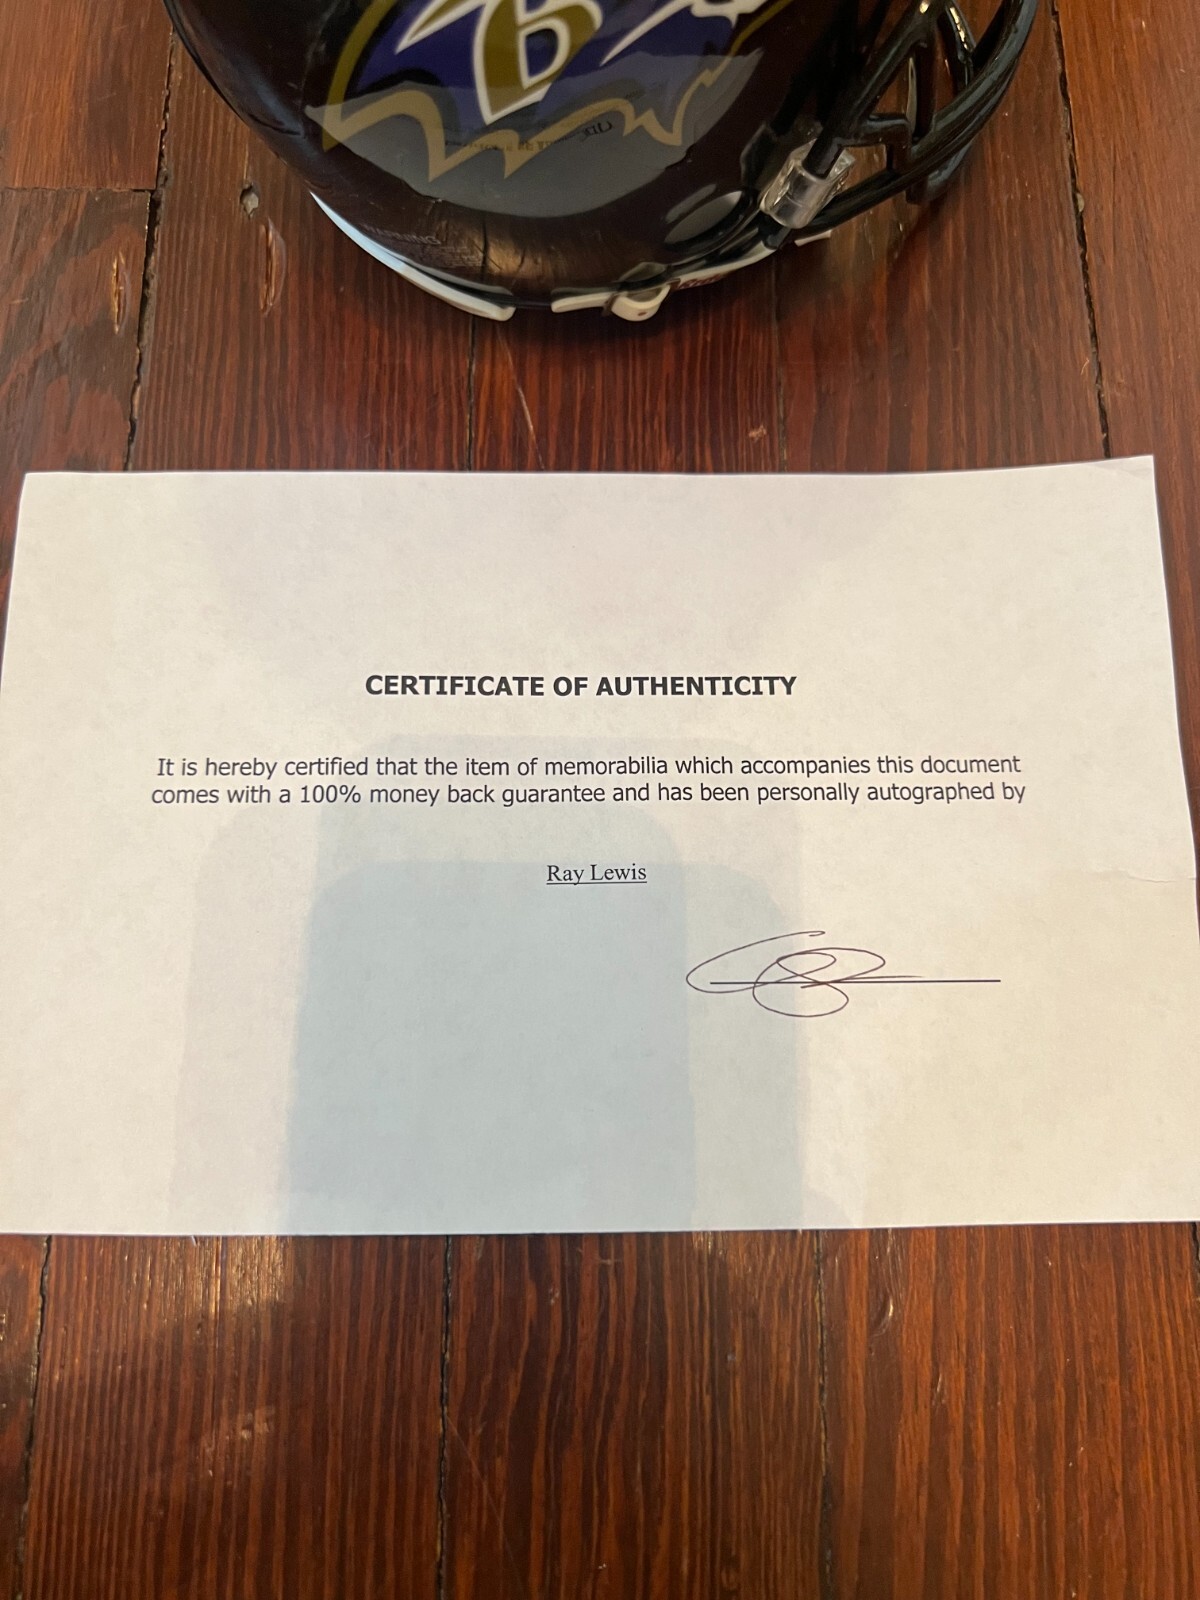 B
WARNING
CERTIFICATE OF AUTHENTICITY
It is hereby certified that the item of memorabilia which accompanies this document
comes with a 100% money back guarantee and has been personally autographed by
Ray Lewis